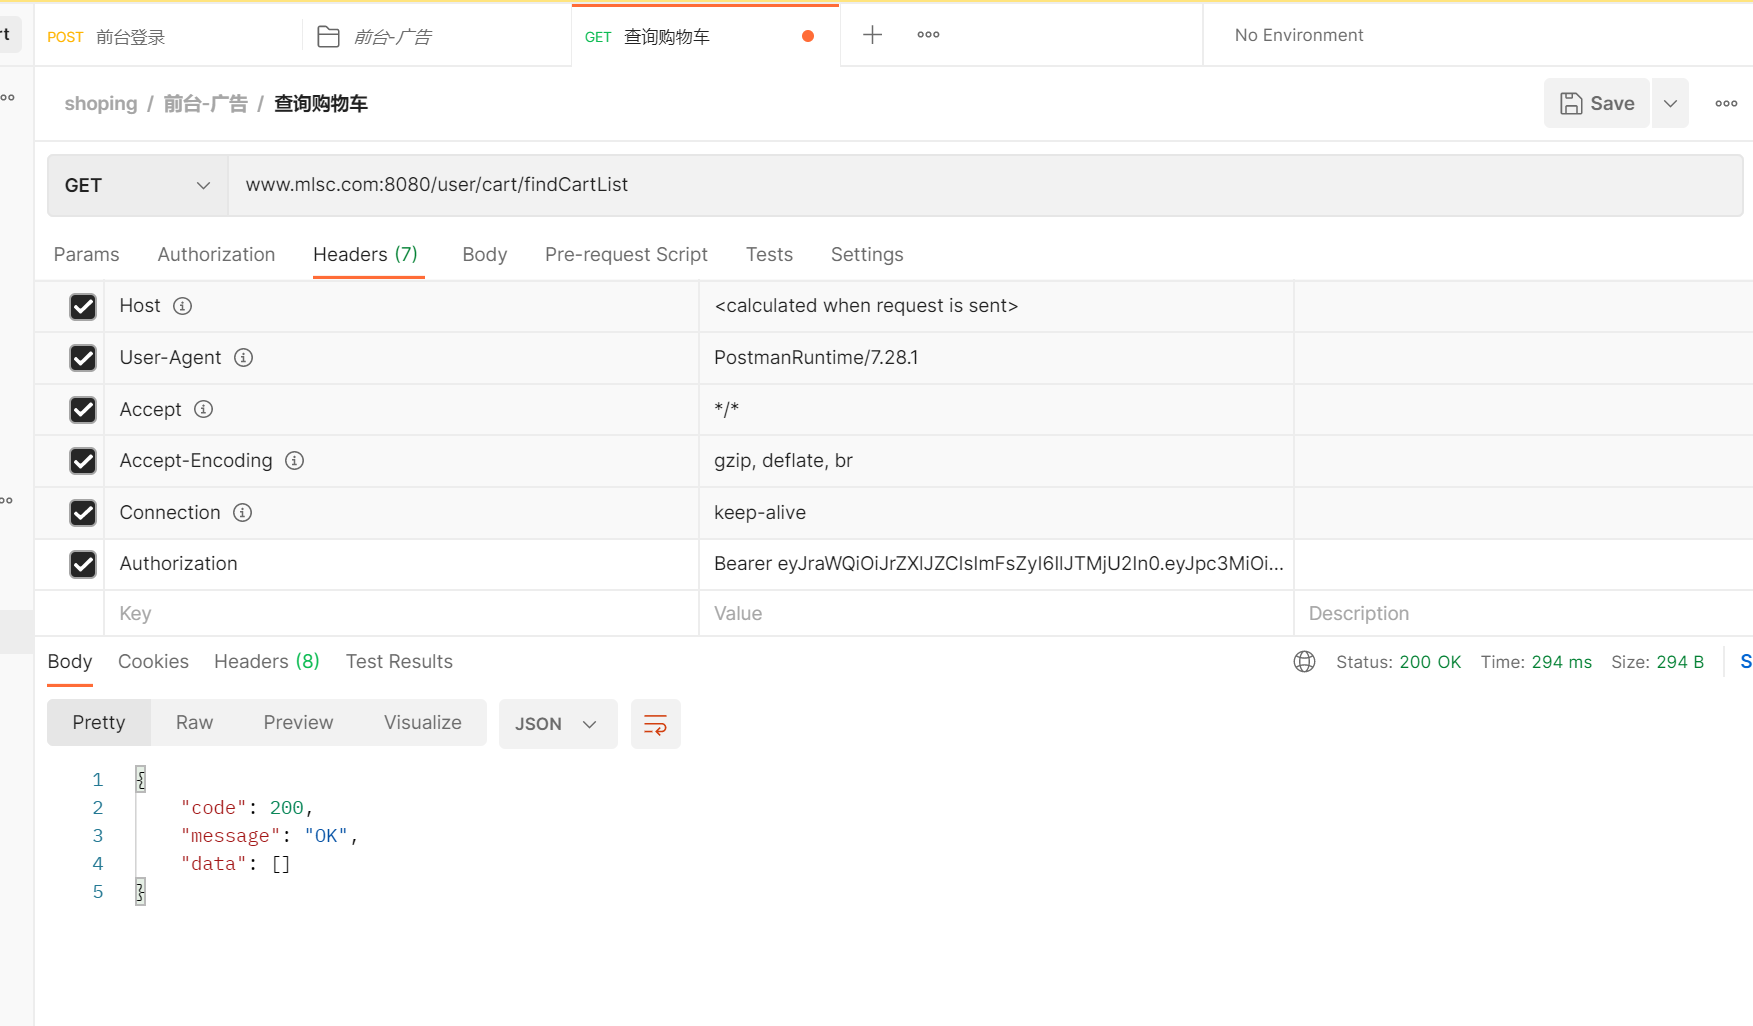 rt
POST 前台登录
前台-广告
GET 查询购物车
No Environment
shoping / 前台-广告 / 查询购物车
Save
GET
www.mlsc.com:8080/user/cart/findCartList
Params Authorization Headers (7) Body Pre-request Script Tests Settings
Host <calculated when request is sent>
User-Agent PostmanRuntime/7.28.1
Accept */*
Accept-Encoding gzip, deflate, br
Connection keep-alive
Authorization Bearer eyJraWQiOiJrZXlJZCIsImFsZyI6IlJTMjU2In0.eyJpc3MiOi...
Key Value Description
Body Cookies Headers (8) Test Results Status: 200 OK Time: 294 ms Size: 294 B S
Pretty Raw Preview Visualize JSON
1 {
2 "code": 200,
3 "message": "OK",
4 "data": []
5 }